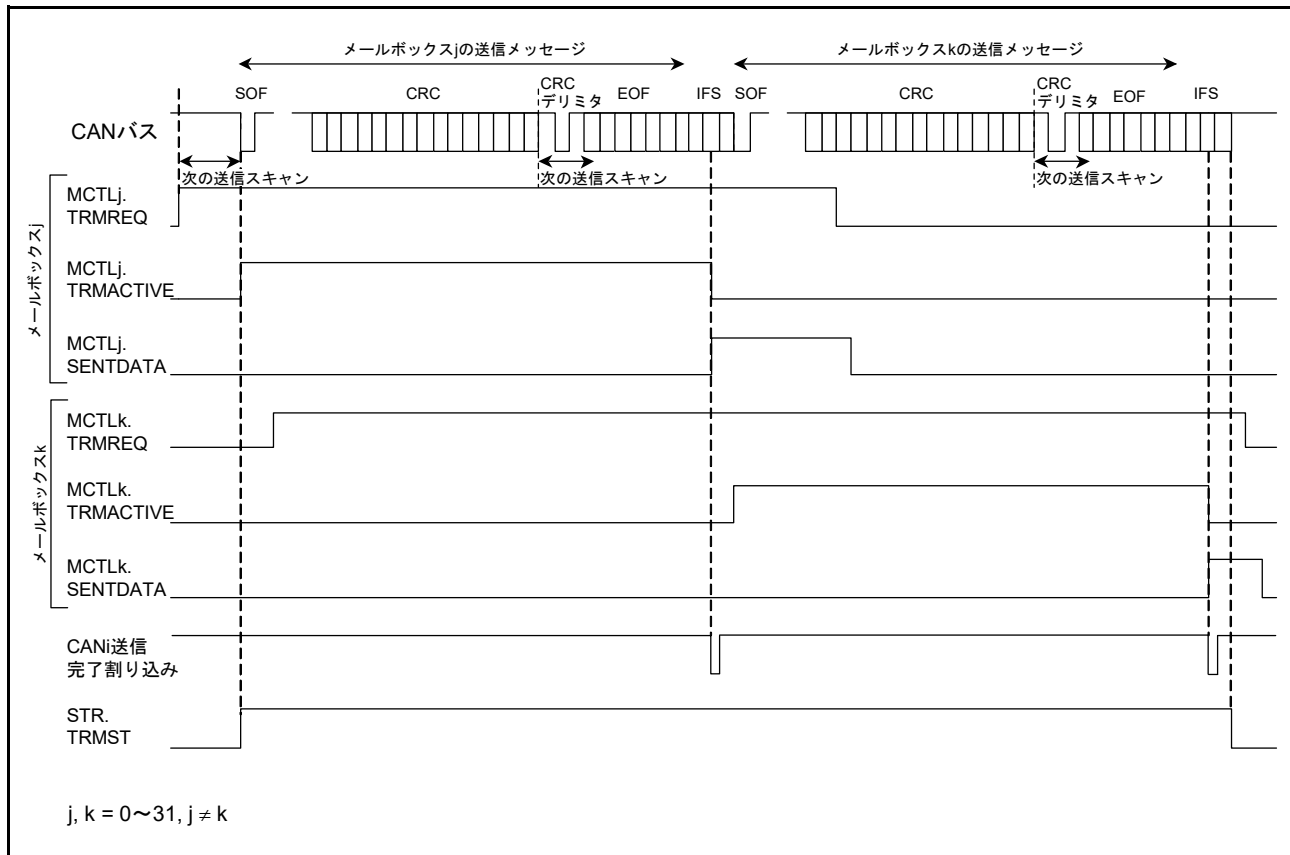 メールボックスjの送信メッセージ
メールボックスkの送信メッセージ
SOF
CRC
CRC
デリミタ
EOF
IFS
SOF
CRC
CRC
デリミタ
EOF
IFS
CANバス
次の送信スキャン
次の送信スキャン
次の送信スキャン
メールボックスj
MCTLj.
TRMREQ
MCTLj.
TRMACTIVE
MCTLj.
SENTDATA
メールボックスk
MCTLk.
TRMREQ
MCTLk.
TRMACTIVE
MCTLk.
SENTDATA
CANi送信
完了割り込み
STR.
TRMST
j, k = 0～31, j ≠ k